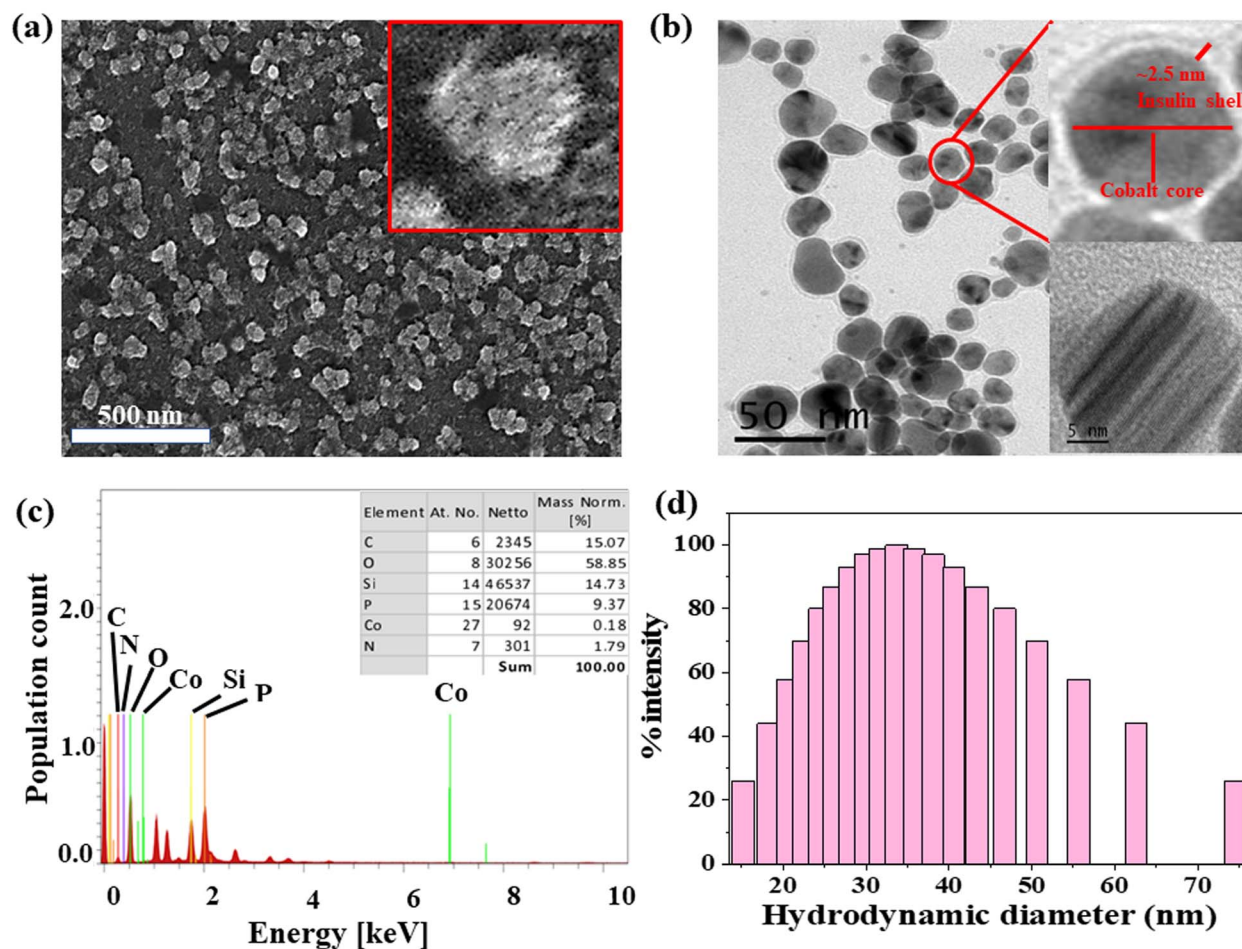 (a)
500 nm
(b)
~2.5 nm
Insulin shell
Cobalt core
50 nm
5 nm
(c)
Element At. No. Netto Mass Norm. [%]
C 6 2345 15.07
O 8 30256 58.85
Si 14 46537 14.73
P 15 20674 9.37
Co 27 92 0.18
N 7 301 1.79
Sum 100.00
Population count
2.0
1.0
0.0
C
N
O
Co
Si
P
Co
0 2 4 6 8 10
Energy [keV]
(d)
% intensity
100
80
60
40
20
0
20 30 40 50 60 70
Hydrodynamic diameter (nm)